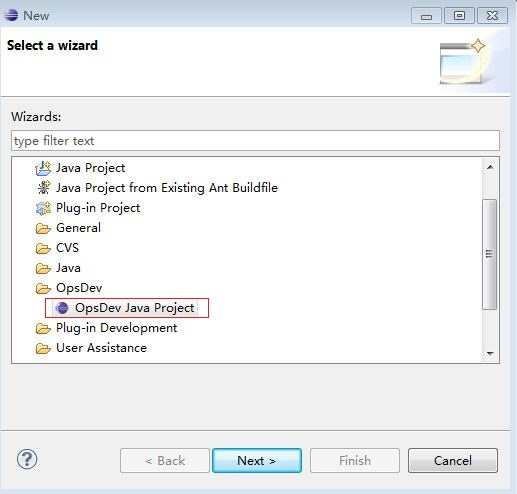 New
Select a wizard
Wizards:
type filter text
Java Project
Java Project from Existing Ant Buildfile
Plug-in Project
General
CVS
Java
OpsDev
OpsDev Java Project
Plug-in Development
User Assistance
?
< Back
Next >
Finish
Cancel